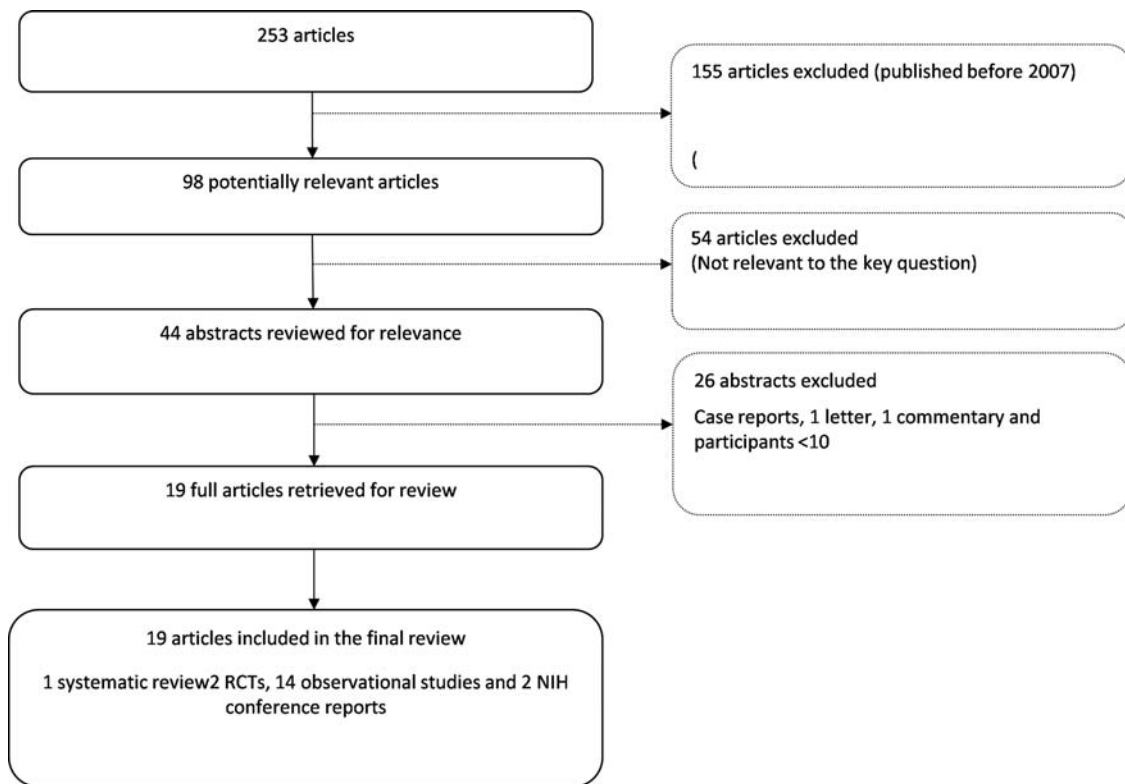 253 articles
155 articles excluded (published before 2007)
(
98 potentially relevant articles
54 articles excluded
(Not relevant to the key question)
44 abstracts reviewed for relevance
26 abstracts excluded
Case reports, 1 letter, 1 commentary and
participants <10
19 full articles retrieved for review
19 articles included in the final review
1 systematic review2 RCTs, 14 observational studies and 2 NIH
conference reports